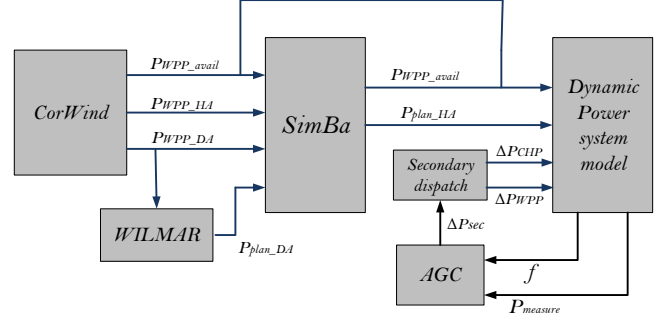 CorWind
P_WPP_avail
P_WPP_HA
P_WPP_DA
WILMAR
P_plan_DA
SimBa
P_WPP_avail
P_plan_HA
Secondary
dispatch
ΔP_CHP
ΔP_WPP
ΔP_sec
AGC
Dynamic
Power
system
model
f
P_measure